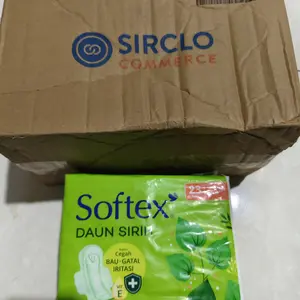 SIRCLO
COMMERCE
Softex
DAUN SIRIH
Cegah
BAU-GATAL
IRITASI
E